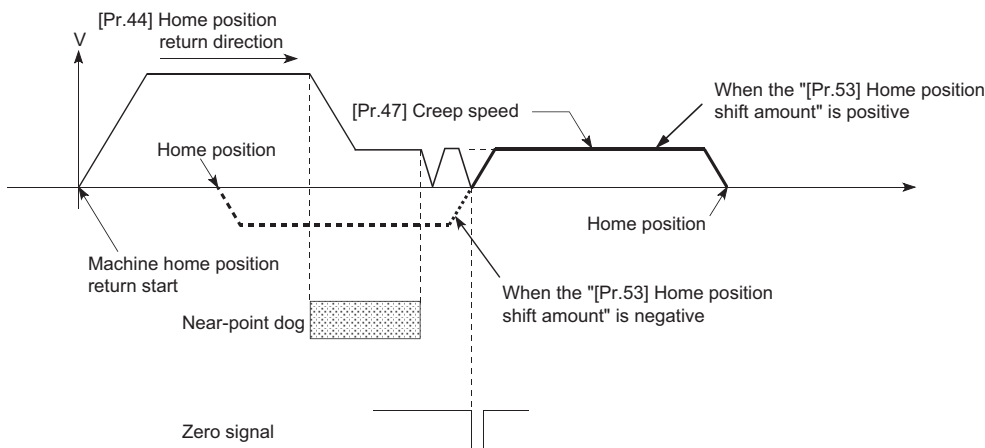 [Pr.44] Home position
return direction
V
[Pr.47] Creep speed
When the "[Pr.53] Home position
shift amount" is positive
Home position
Home position
Machine home position
return start
When the "[Pr.53] Home position
shift amount" is negative
Near-point dog
Zero signal